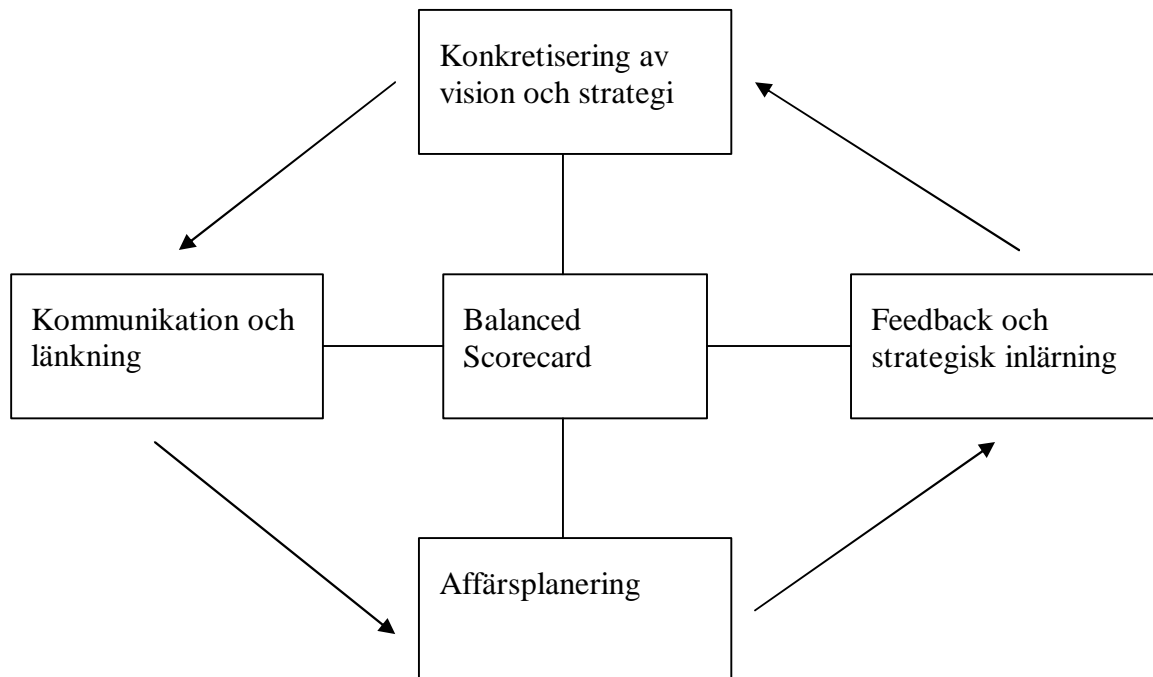 Konkretisering av
vision och strategi
Kommunikation och
länkning
Balanced
Scorecard
Feedback och
strategisk inlärning
Affärsplanering